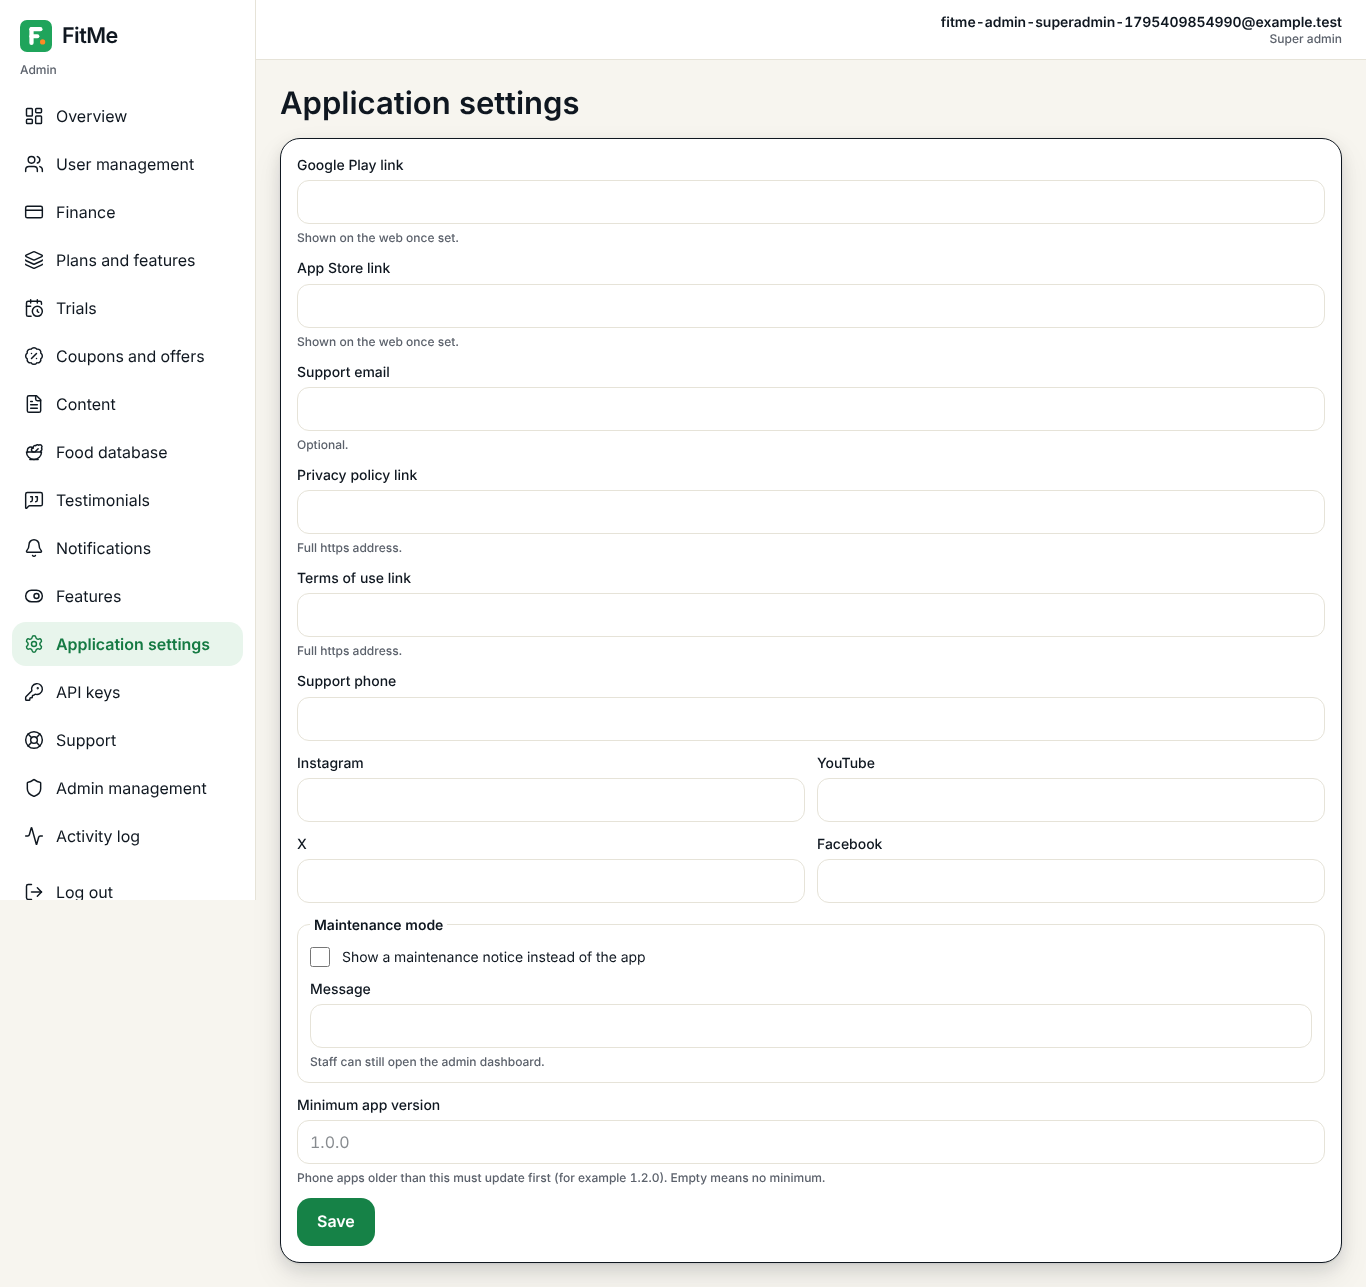 FitMe
Admin
Overview
User management
Finance
Plans and features
Trials
Coupons and offers
Content
Food database
Testimonials
Notifications
Features
Application settings
API keys
Support
Admin management
Activity log
Log out
fitme-admin-superadmin-1795409854990@example.test
Super admin
Application settings
Google Play link
Shown on the web once set.
App Store link
Shown on the web once set.
Support email
Optional.
Privacy policy link
Full https address.
Terms of use link
Full https address.
Support phone
Instagram
YouTube
X
Facebook
Maintenance mode
Show a maintenance notice instead of the app
Message
Staff can still open the admin dashboard.
Minimum app version
1.0.0
Phone apps older than this must update first (for example 1.2.0). Empty means no minimum.
Save